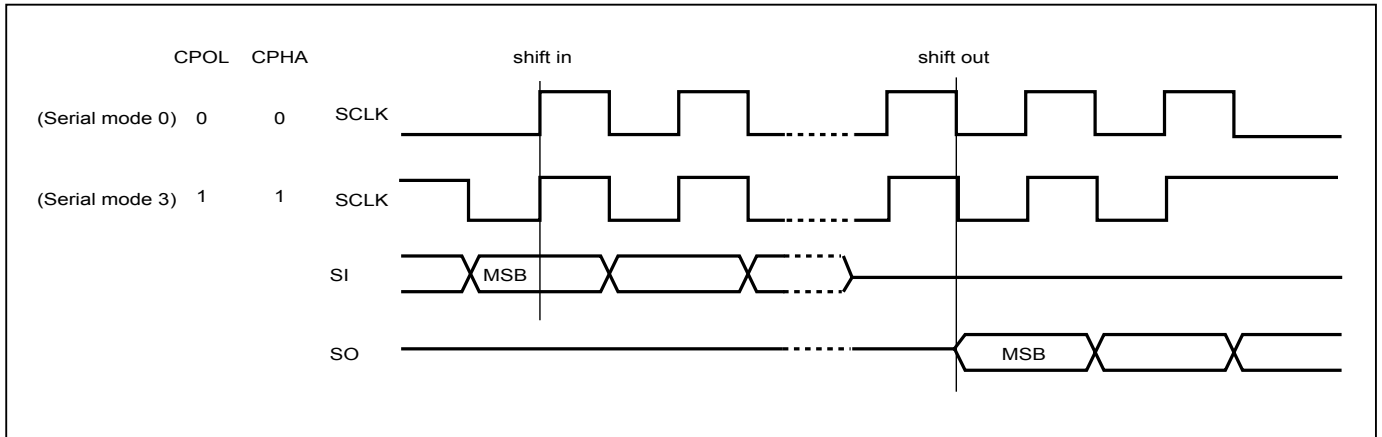 CPOL CPHA shift in shift out
(Serial mode 0) 0 0 SCLK
(Serial mode 3) 1 1 SCLK
SI MSB
SO MSB